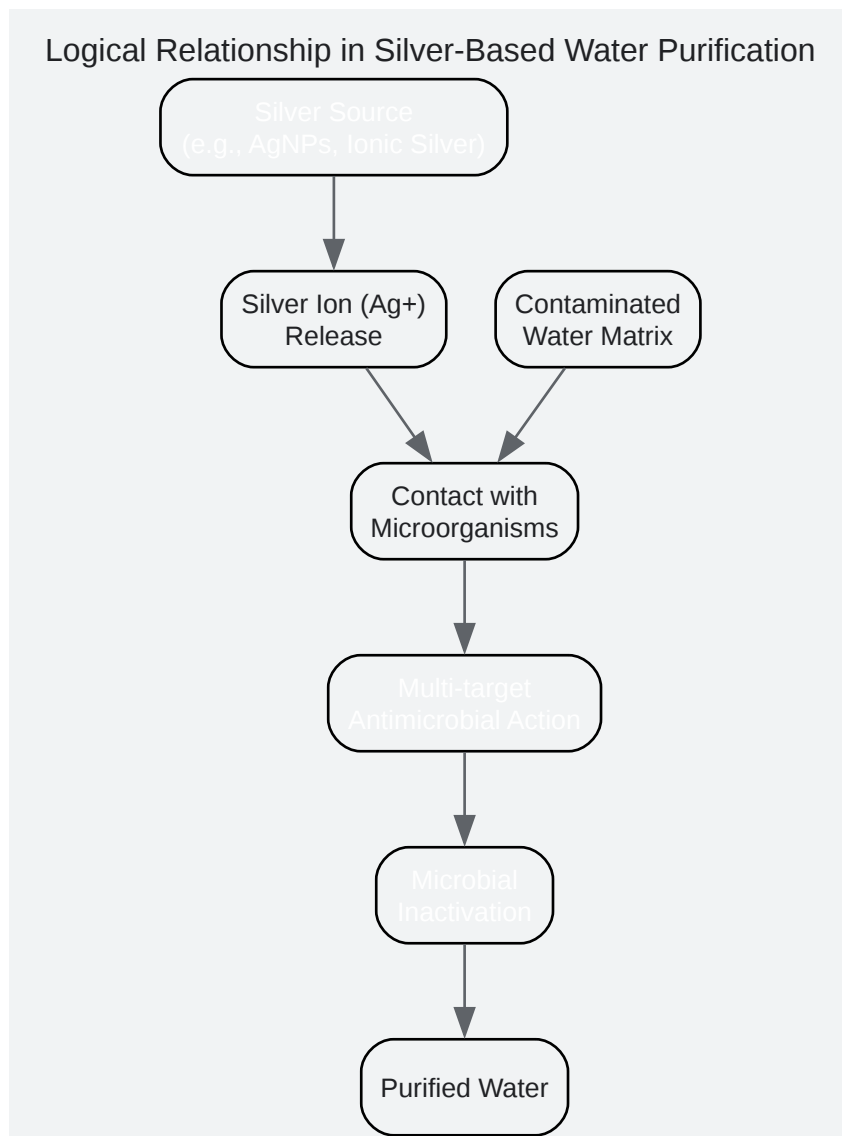 Logical Relationship in Silver-Based Water Purification
Silver Source
(e.g., AgNPs, Ionic Silver)
Silver Ion (Ag+)
Release
Contaminated
Water Matrix
Contact with
Microorganisms
Multi-target
Antimicrobial Action
Microbial
Inactivation
Purified Water